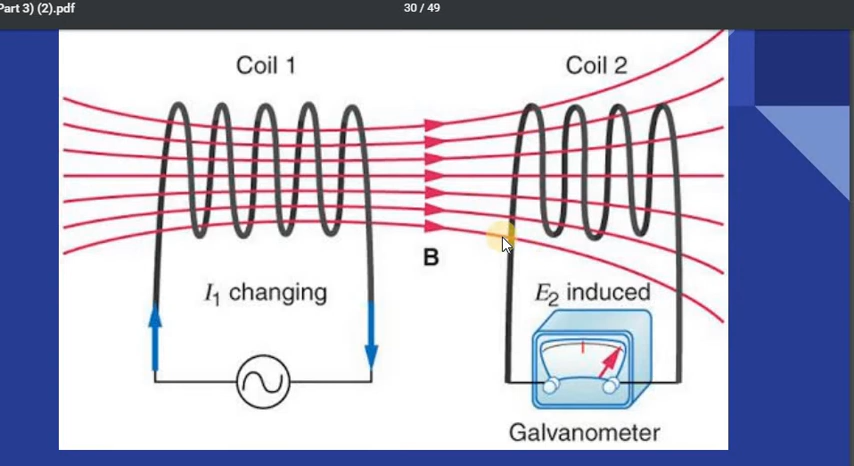 Part 3) (2).pdf
30 / 49
Coil 1
Coil 2
B
I₁ changing
E₂ induced
Galvanometer